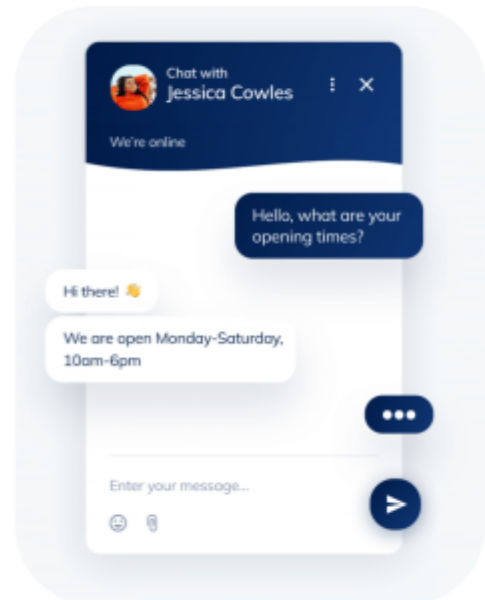 Chat with
Jessica Cowles
We're online
Hello, what are your
opening times?
Hi there! 👋
We are open Monday-Saturday,
10am-6pm
Enter your message...